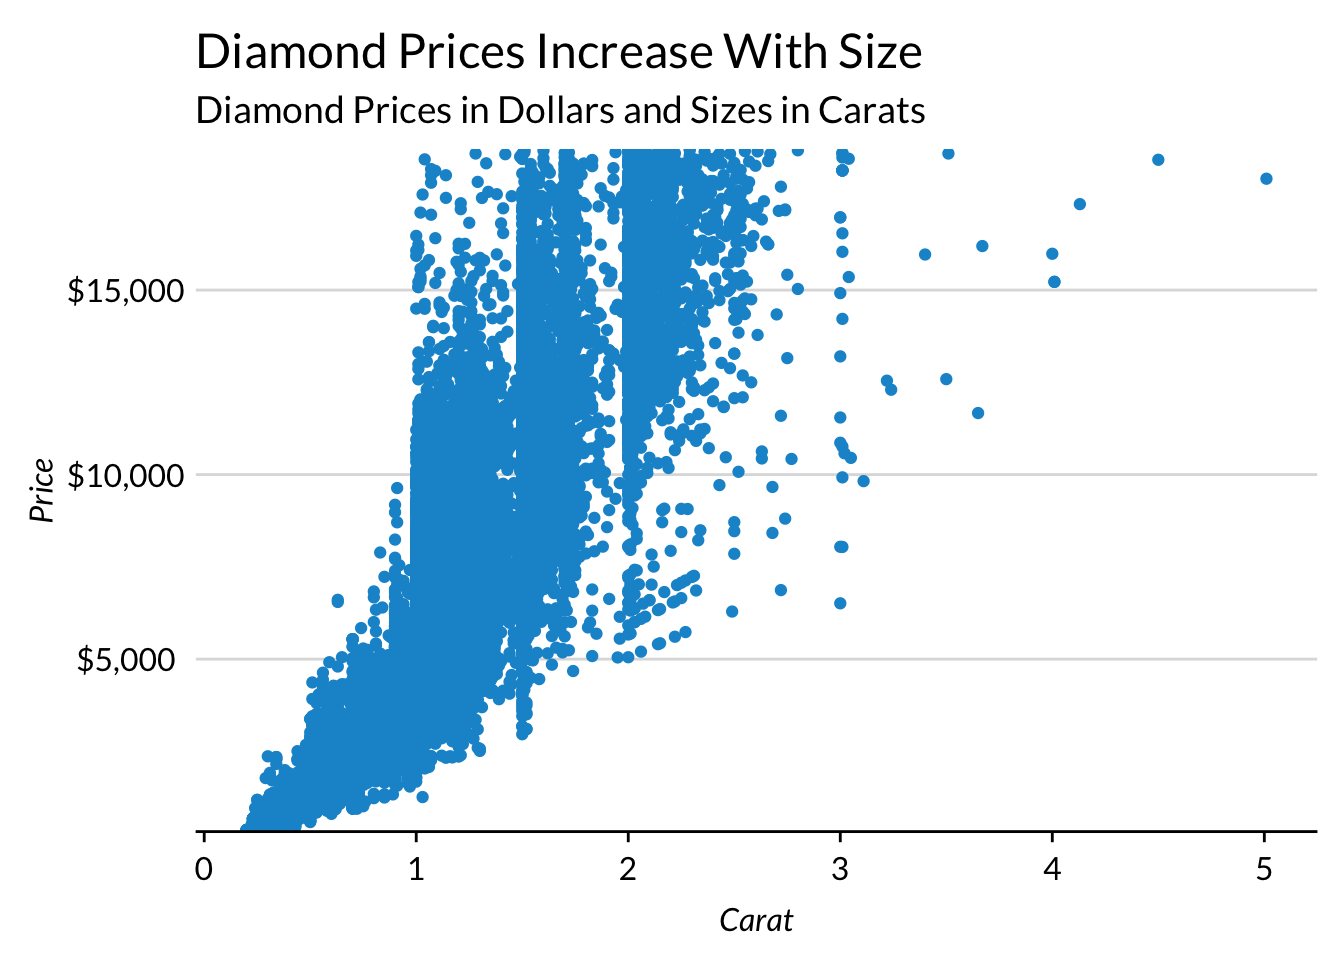 Diamond Prices Increase With Size
Diamond Prices in Dollars and Sizes in Carats
$15,000
$10,000
$5,000
Price
0 1 2 3 4 5
Carat